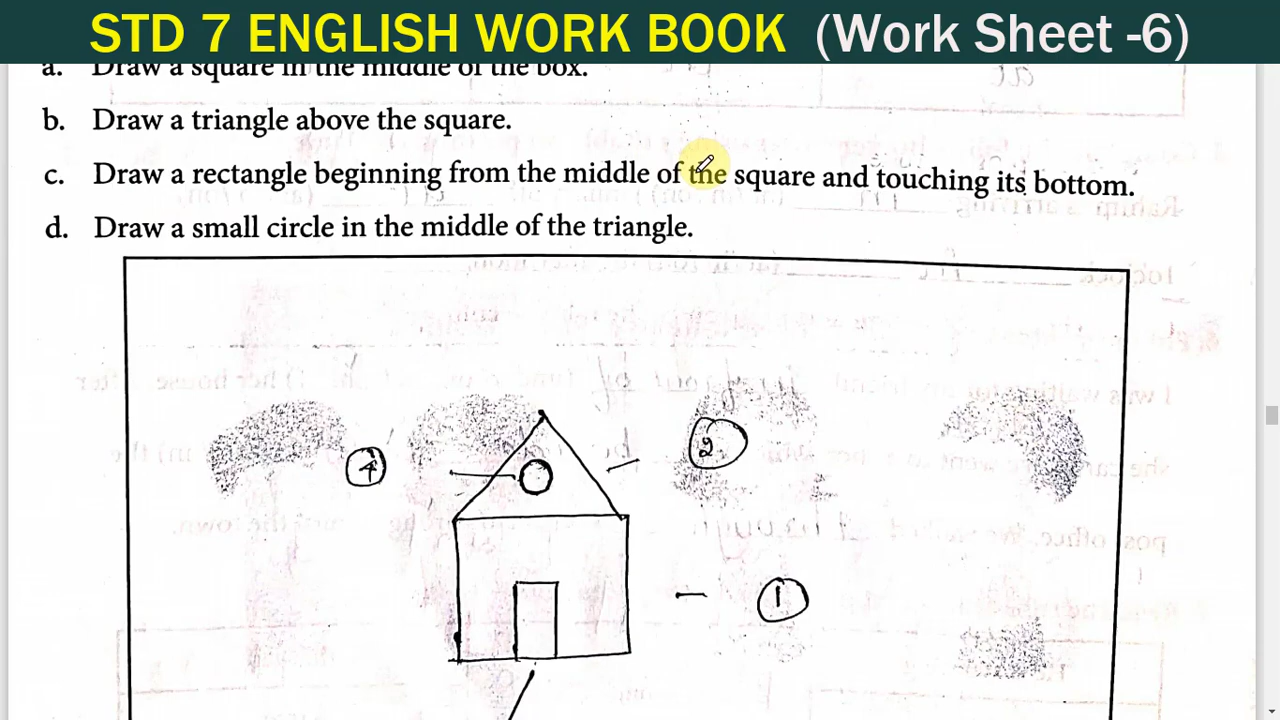 STD 7 ENGLISH WORK BOOK (Work Sheet -6)
a. Draw a square in the middle of the box.
b. Draw a triangle above the square.
c. Draw a rectangle beginning from the middle of the square and touching its bottom.
d. Draw a small circle in the middle of the triangle.
4
2
1